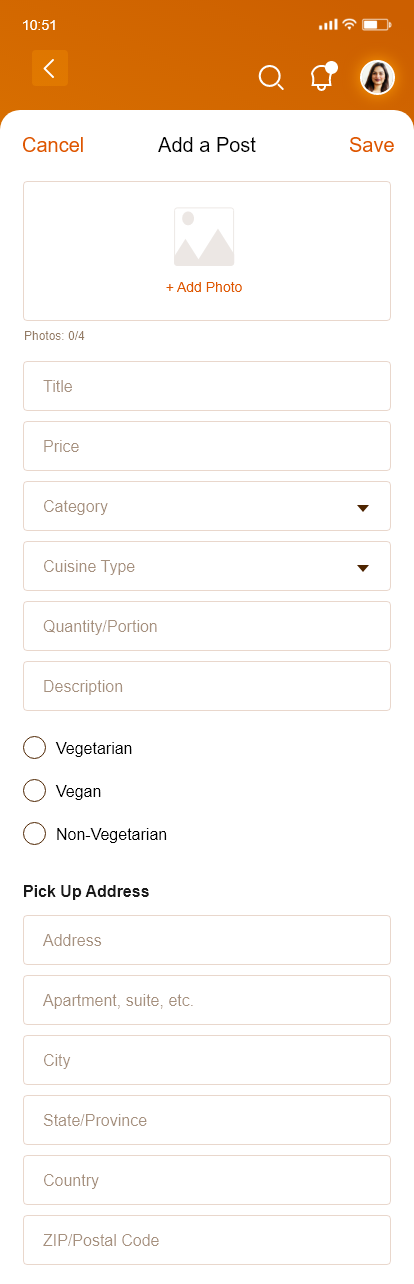 10:51
Cancel
Add a Post
Save
+ Add Photo
Photos: 0/4
Title
Price
Category
Cuisine Type
Quantity/Portion
Description
Vegetarian
Vegan
Non-Vegetarian
Pick Up Address
Address
Apartment, suite, etc.
City
State/Province
Country
ZIP/Postal Code